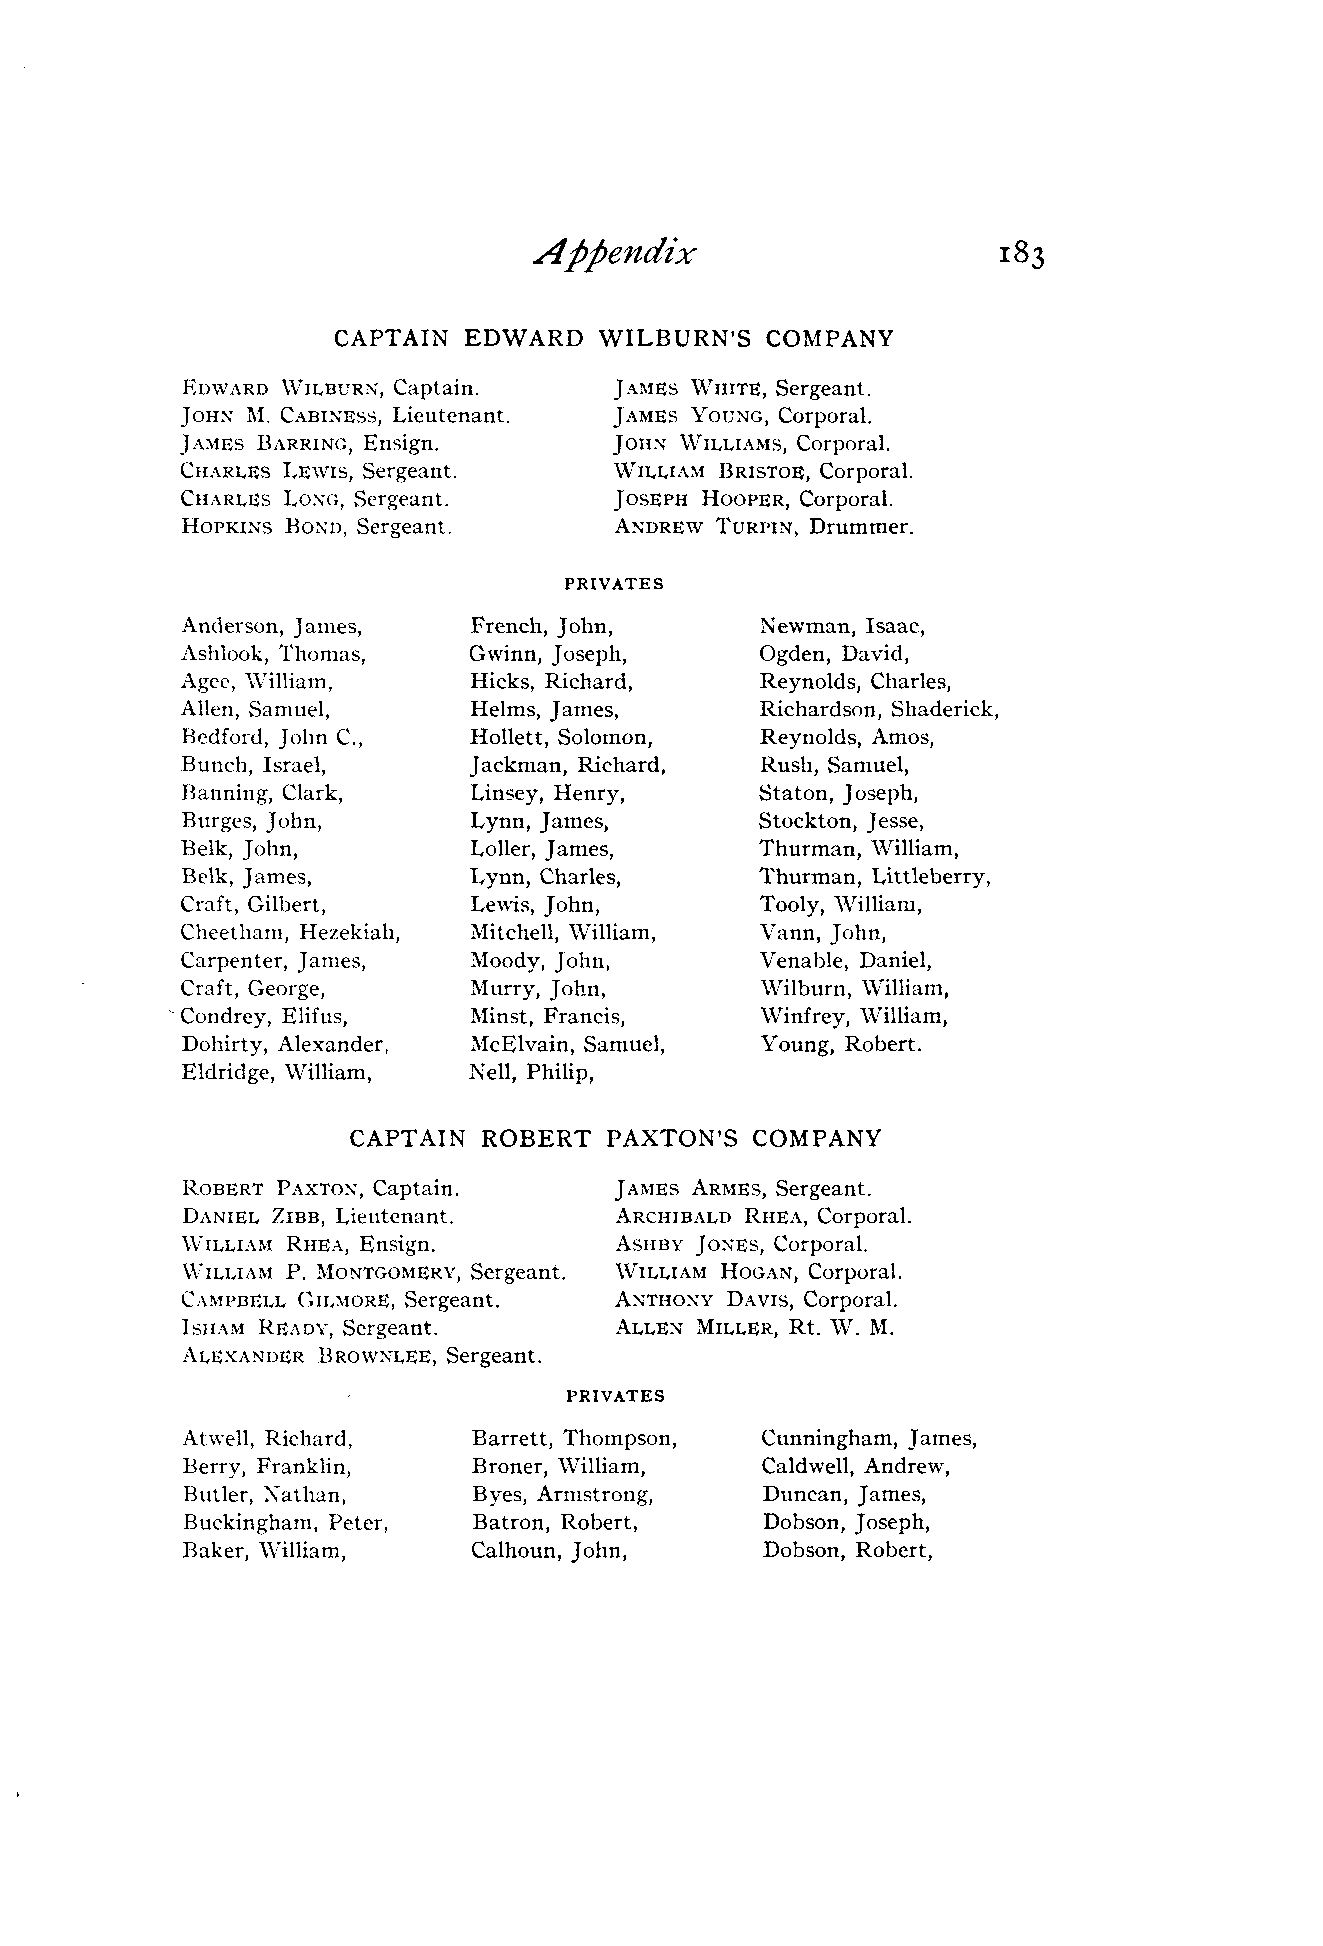 Appendix 183
CAPTAIN EDWARD WILBURN'S COMPANY
EDWARD WILBURN, Captain.
JOHN M. CABINESS, Lieutenant.
JAMES BARRING, Ensign.
CHARLES LEWIS, Sergeant.
CHARLES LONG, Sergeant.
HOPKINS BOND, Sergeant.
JAMES WHITE, Sergeant.
JAMES YOUNG, Corporal.
JOHN WILLIAMS, Corporal.
WILLIAM BRISTOE, Corporal.
JOSEPH HOOPER, Corporal.
ANDREW TURPIN, Drummer.
PRIVATES
Anderson, James,
Ashlook, Thomas,
Agee, William,
Allen, Samuel,
Bedford, John C.,
Bunch, Israel,
Banning, Clark,
Burges, John,
Belk, John,
Belk, James,
Craft, Gilbert,
Cheetham, Hezekiah,
Carpenter, James,
Craft, George,
Condrey, Elifus,
Dohirty, Alexander,
Eldridge, William,
French, John,
Gwinn, Joseph,
Hicks, Richard,
Helms, James,
Hollett, Solomon,
Jackman, Richard,
Linsey, Henry,
Lynn, James,
Loller, James,
Lynn, Charles,
Lewis, John,
Mitchell, William,
Moody, John,
Murry, John,
Minst, Francis,
McElvain, Samuel,
Nell, Philip,
Newman, Isaac,
Ogden, David,
Reynolds, Charles,
Richardson, Shaderick,
Reynolds, Amos,
Rush, Samuel,
Staton, Joseph,
Stockton, Jesse,
Thurman, William,
Thurman, Littleberry,
Tooly, William,
Vann, John,
Venable, Daniel,
Wilburn, William,
Winfrey, William,
Young, Robert.
CAPTAIN ROBERT PAXTON'S COMPANY
ROBERT PAXTON, Captain.
DANIEL ZIBB, Lieutenant.
WILLIAM RHEA, Ensign.
WILLIAM P. MONTGOMERY, Sergeant.
CAMPBELL GILMORE, Sergeant.
ISHAM READY, Sergeant.
ALEXANDER BROWNLEE, Sergeant.
JAMES ARMES, Sergeant.
ARCHIBALD RHEA, Corporal.
ASHBY JONES, Corporal.
WILLIAM HOGAN, Corporal.
ANTHONY DAVIS, Corporal.
ALLEN MILLER, Rt. W. M.
PRIVATES
Atwell, Richard,
Berry, Franklin,
Butler, Nathan,
Buckingham, Peter,
Baker, William,
Barrett, Thompson,
Broner, William,
Byes, Armstrong,
Batron, Robert,
Calhoun, John,
Cunningham, James,
Caldwell, Andrew,
Duncan, James,
Dobson, Joseph,
Dobson, Robert,